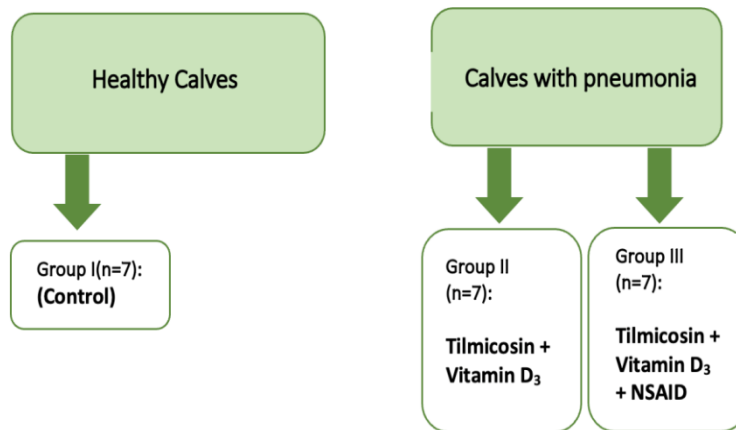 Healthy Calves
Calves with pneumonia
Group I(n=7):
(Control)
Group II
(n=7):
Tilmicosin +
Vitamin D₃
Group III
(n=7):
Tilmicosin +
Vitamin D₃
+ NSAID